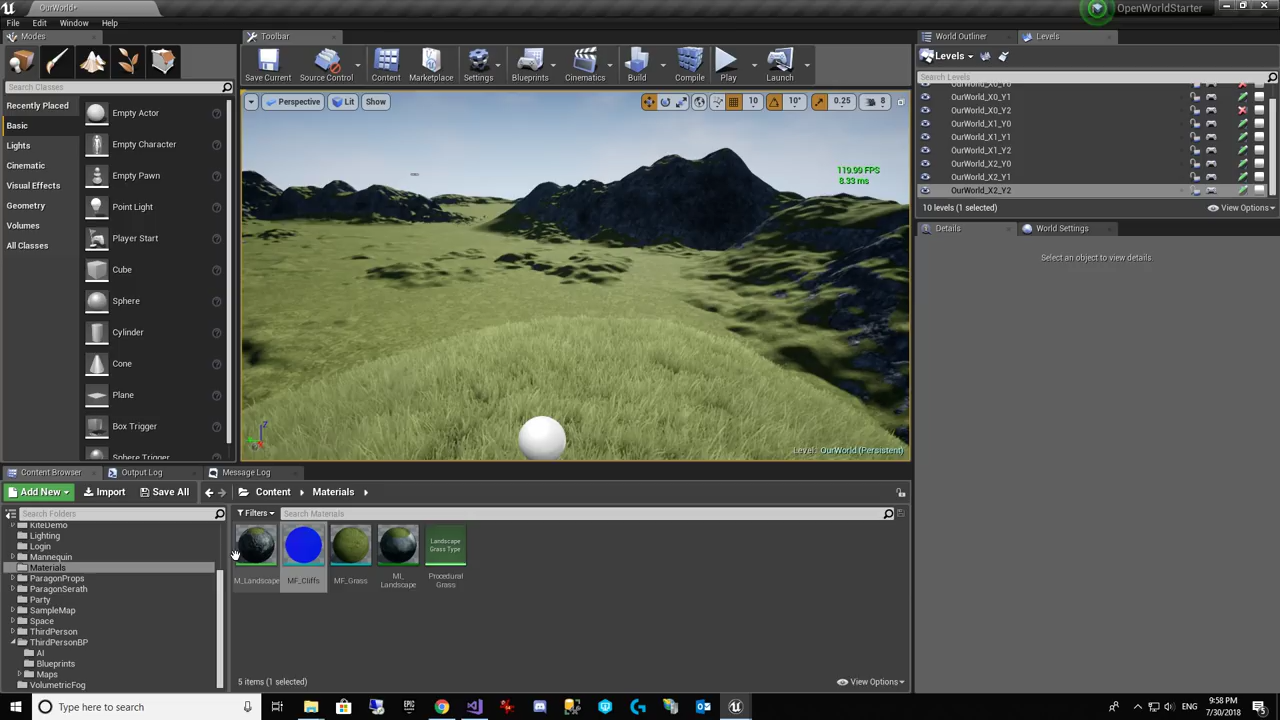 OurWorld*
OpenWorldStarter
File Edit Window Help
Modes
Toolbar
World Outliner
Levels
Save Current
Source Control
Content
Marketplace
Settings
Blueprints
Cinematics
Build
Compile
Play
Launch
Levels
Search Classes
Search Levels
Recently Placed
Basic
Lights
Cinematic
Visual Effects
Geometry
Volumes
All Classes
Empty Actor
Empty Character
Empty Pawn
Point Light
Player Start
Cube
Sphere
Cylinder
Cone
Plane
Box Trigger
Sphere Trigger
Perspective
Lit
Show
10
10°
0.25
8
119.99 FPS
8.33 ms
Level: OurWorld (Persistent)
OurWorld_X0_Y0
OurWorld_X0_Y1
OurWorld_X0_Y2
OurWorld_X1_Y0
OurWorld_X1_Y1
OurWorld_X1_Y2
OurWorld_X2_Y0
OurWorld_X2_Y1
OurWorld_X2_Y2
10 levels (1 selected)
View Options
Details
World Settings
Select an object to view details.
Content Browser
Output Log
Message Log
Add New
Import
Save All
Content
Materials
Search Folders
Filters
Search Materials
KiteDemo
Lighting
Login
Mannequin
Materials
ParagonProps
ParagonSerath
Party
SampleMap
Space
ThirdPerson
ThirdPersonBP
AI
Blueprints
Maps
VolumetricFog
M_Landscape
MF_Cliffs
MF_Grass
MI_
Landscape
Landscape
Grass Type
Procedural
Grass
5 items (1 selected)
View Options
Type here to search
9:58 PM
7/30/2018